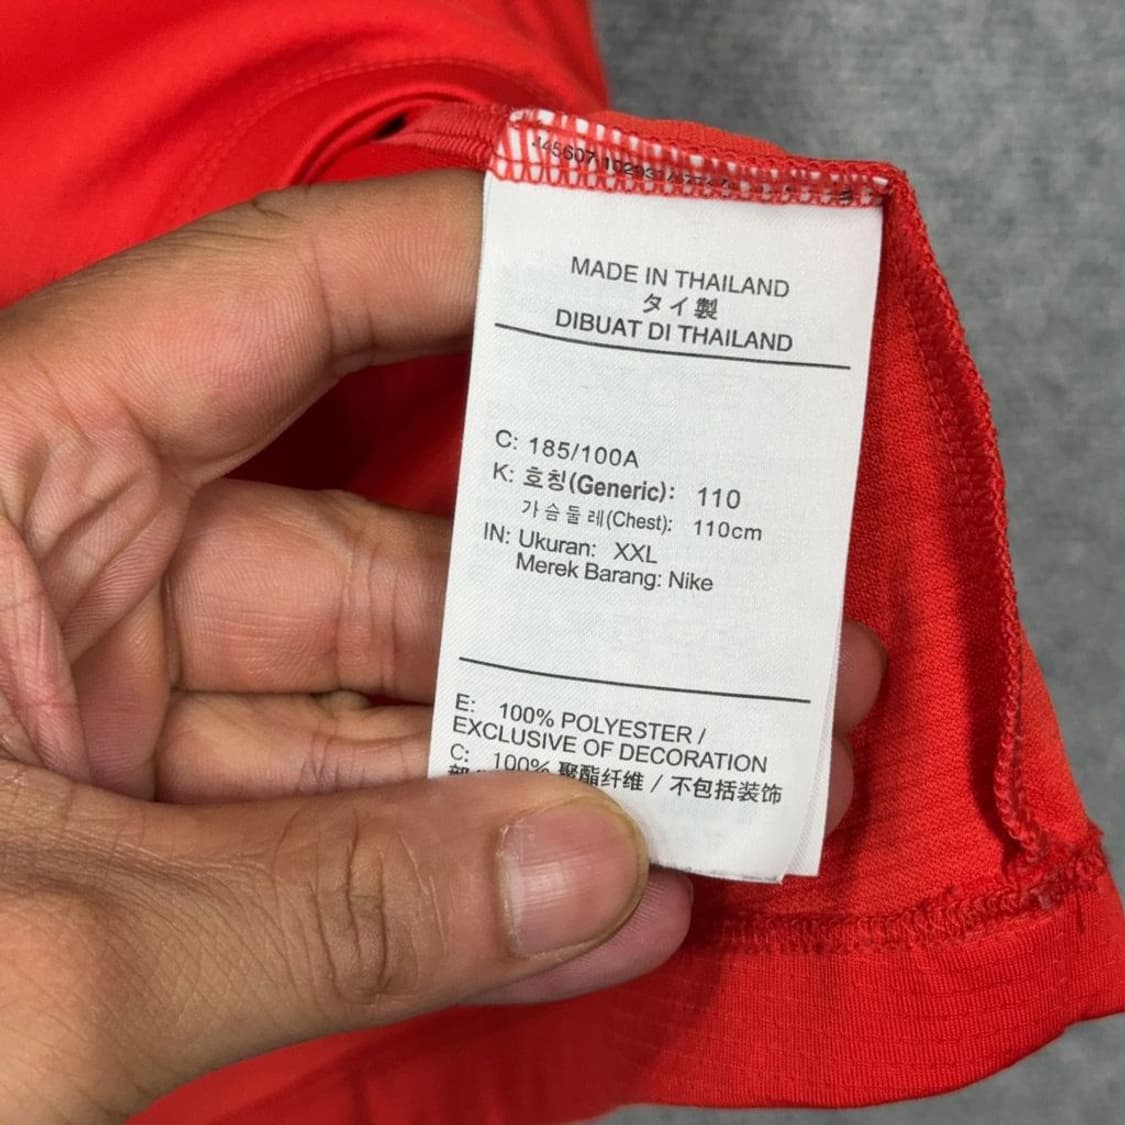 MADE IN THAILAND
タイ製
DIBUAT DI THAILAND
C: 185/100A
K: 호칭(Generic): 110
가슴둘레(Chest): 110cm
IN: Ukuran: XXL
Merek Barang: Nike
E: 100% POLYESTER /
EXCLUSIVE OF DECORATION
C: 100% 聚酯纤维 / 不包括装饰